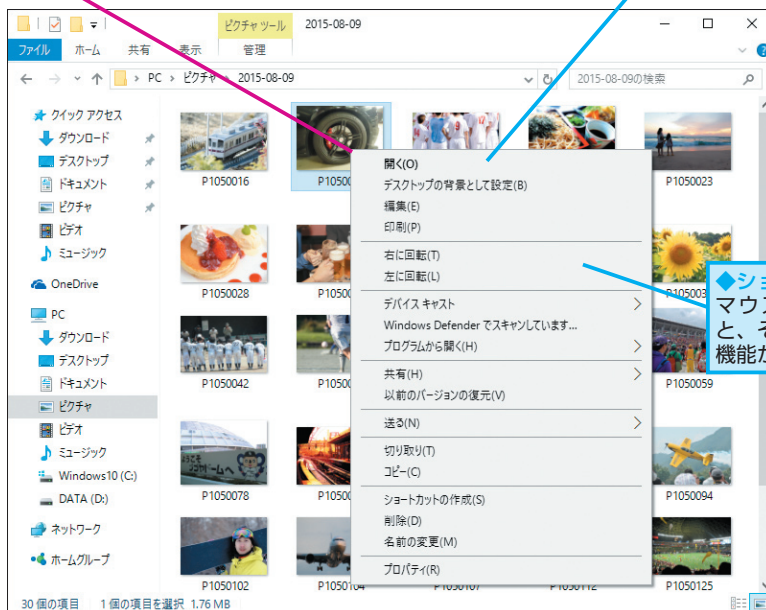 ピクチャ ツール 2015-08-09
ファイル ホーム 共有 表示 管理
PC ピクチャ 2015-08-09 2015-08-09の検索
クイック アクセス
ダウンロード
デスクトップ
ドキュメント
ピクチャ
ビデオ
ミュージック
OneDrive
PC
ダウンロード
デスクトップ
ドキュメント
ピクチャ
ビデオ
ミュージック
Windows10 (C:)
DATA (D:)
ネットワーク
ホームグループ
P1050016
P1050023
P1050028
P1050042
P1050059
P1050078
P1050094
P1050102 P1050104 P1050107 P1050112 P1050125
開く(O)
デスクトップの背景として設定(B)
編集(E)
印刷(P)
右に回転(T)
左に回転(L)
デバイス キャスト
Windows Defender でスキャンしています...
プログラムから開く(H)
共有(H)
以前のバージョンの復元(V)
送る(N)
切り取り(T)
コピー(C)
ショートカットの作成(S)
削除(D)
名前の変更(M)
プロパティ(R)
◆ショ
マウ
と、そ
機能が
30 個の項目 1 個の項目を選択 1.76 MB